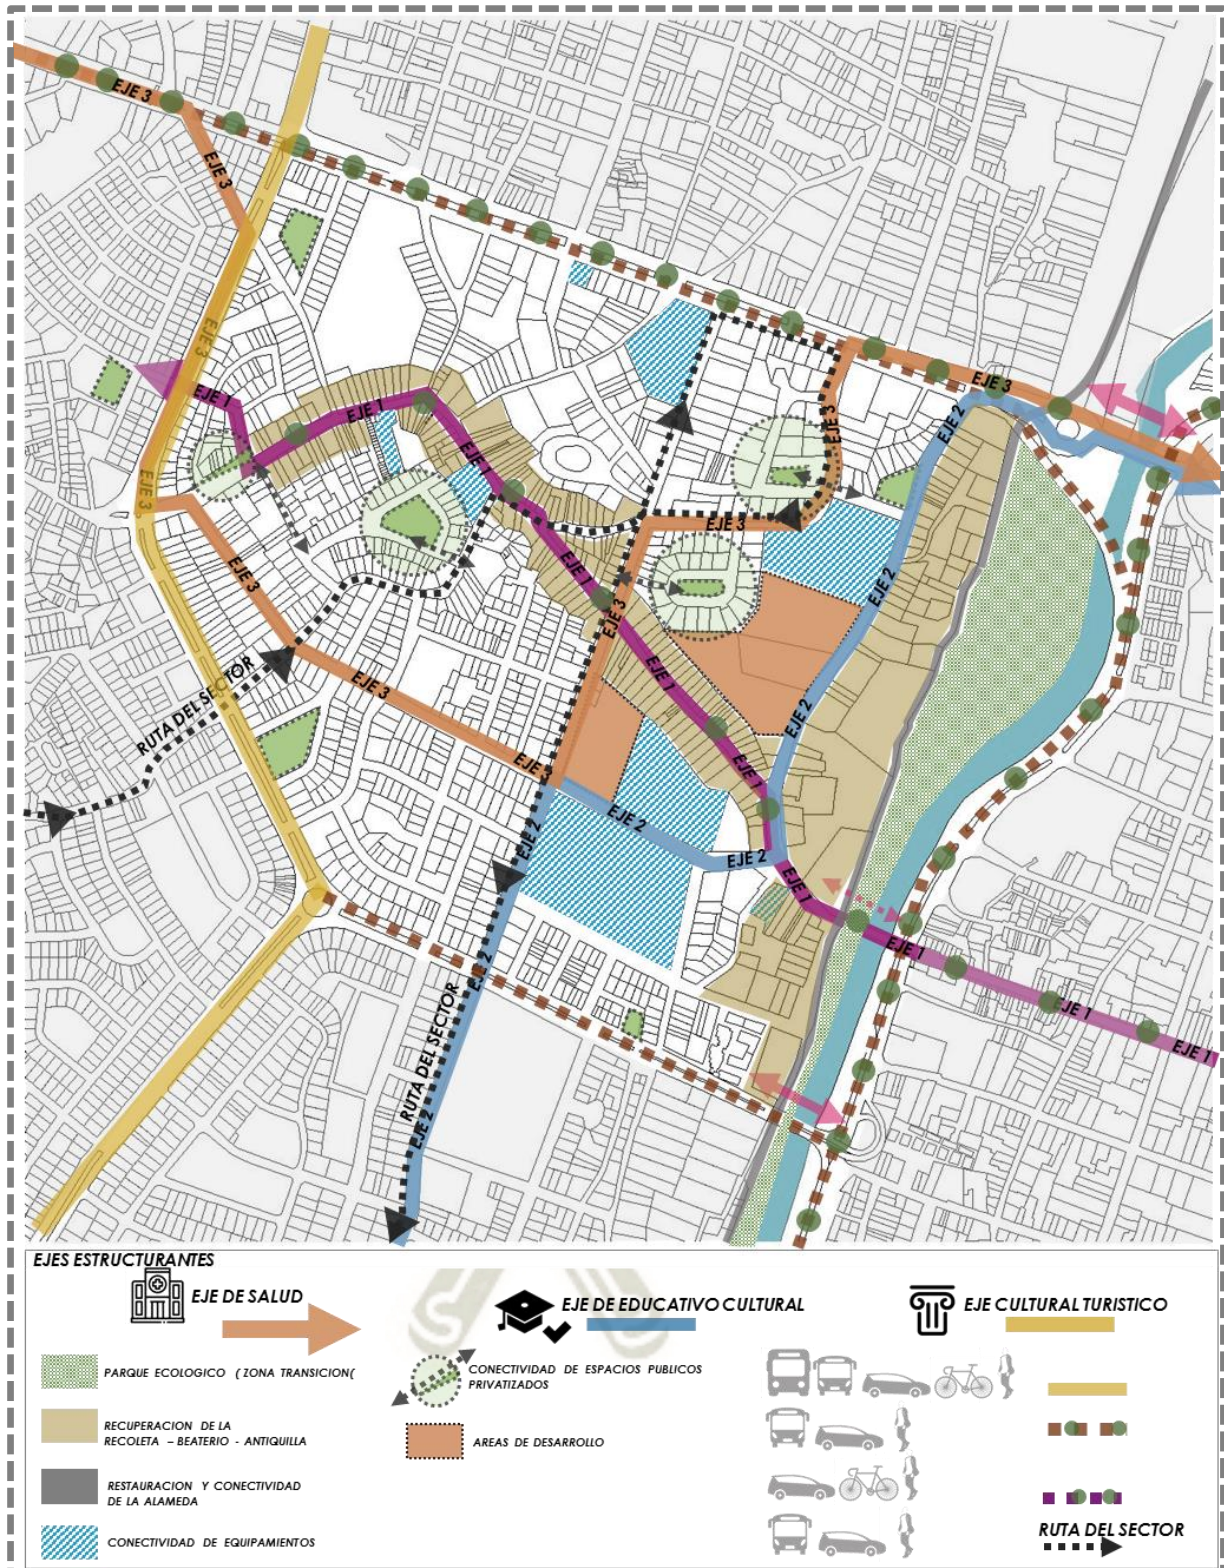 EJE 3
EJE 3
EJE 3
EJE 1
EJE 1
EJE 1
EJE 3
EJE 2
EJE 3
EJE 3
EJE 3
EJE 3
EJE 1
EJE 3
EJE 2
EJE 3
EJE 1
EJE 3
EJE 2
RUTA DEL SECTOR
EJE 3
EJE 1
EJE 2
EJE 2
EJE 2
EJE 1
EJE 1
EJE 2
EJE 1
EJE 1
RUTA DEL SECTOR
EJE 2
EJES ESTRUCTURANTES
EJE DE SALUD
EJE DE EDUCATIVO CULTURAL
EJE CULTURAL TURISTICO
PARQUE ECOLOGICO ( ZONA TRANSICION(
CONECTIVIDAD DE ESPACIOS PUBLICOS
PRIVATIZADOS
RECUPERACION DE LA
RECOLETA – BEATERIO - ANTIQUILLA
AREAS DE DESARROLLO
RESTAURACION Y CONECTIVIDAD
DE LA ALAMEDA
CONECTIVIDAD DE EQUIPAMIENTOS
RUTA DEL SECTOR